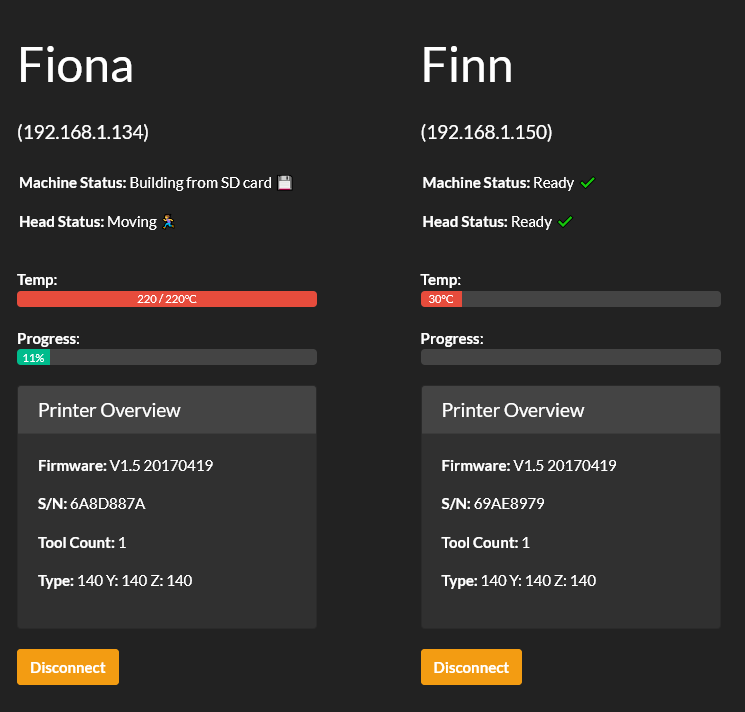 Fiona
(192.168.1.134)
Machine Status: Building from SD card 💾
Head Status: Moving 🏃
Temp:
220 / 220°C
Progress:
11%
Printer Overview
Firmware: V1.5 20170419
S/N: 6A8D887A
Tool Count: 1
Type: 140 Y: 140 Z: 140
Disconnect
Finn
(192.168.1.150)
Machine Status: Ready ✓
Head Status: Ready ✓
Temp:
30°C
Progress:
Printer Overview
Firmware: V1.5 20170419
S/N: 69AE8979
Tool Count: 1
Type: 140 Y: 140 Z: 140
Disconnect